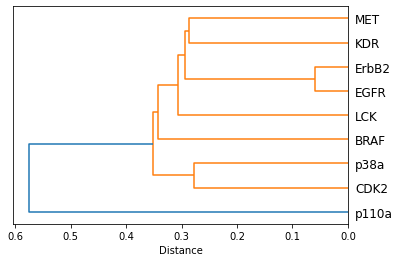 MET
KDR
ErbB2
EGFR
LCK
BRAF
p38a
CDK2
p110a
0.6 0.5 0.4 0.3 0.2 0.1 0.0
Distance